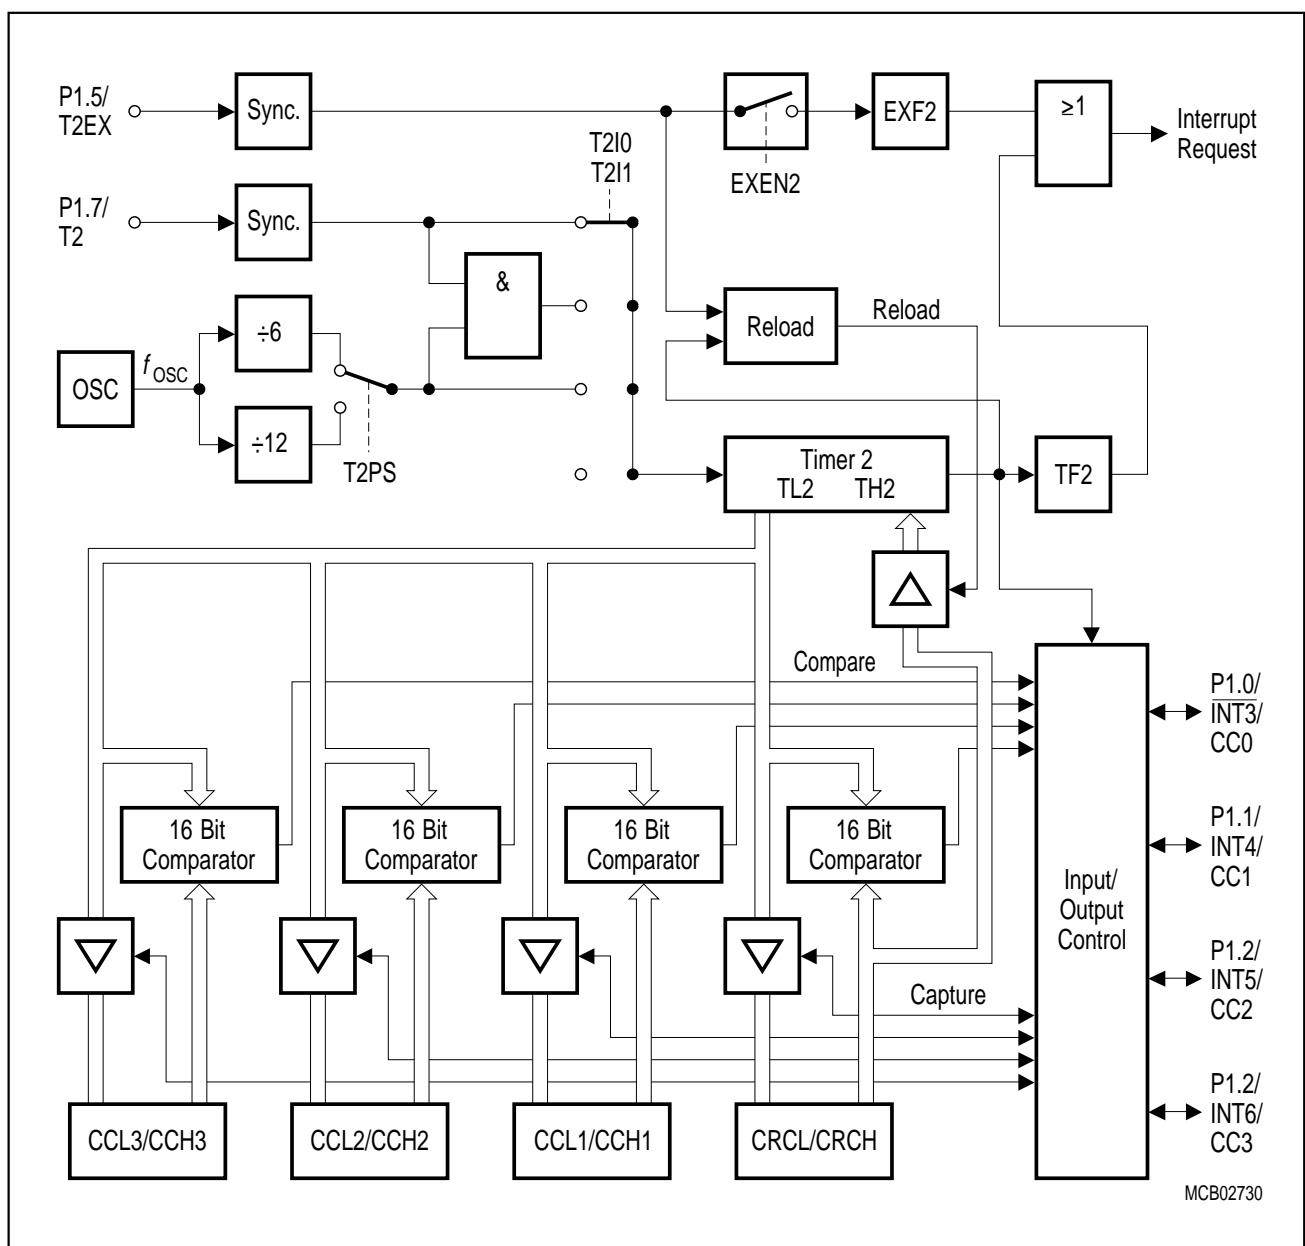 P1.5/
T2EX
Sync.
EXF2
≥1
Interrupt
Request
EXEN2
T2I0
T2I1
P1.7/
T2
Sync.
&
÷6
OSC
fOSC
÷12
T2PS
Reload
Reload
Timer 2
TL2 TH2
TF2
Compare
16 Bit
Comparator
16 Bit
Comparator
16 Bit
Comparator
16 Bit
Comparator
Capture
Input/
Output
Control
P1.0/
INT3/
CC0
P1.1/
INT4/
CC1
P1.2/
INT5/
CC2
P1.2/
INT6/
CC3
CCL3/CCH3
CCL2/CCH2
CCL1/CCH1
CRCL/CRCH
MCB02730